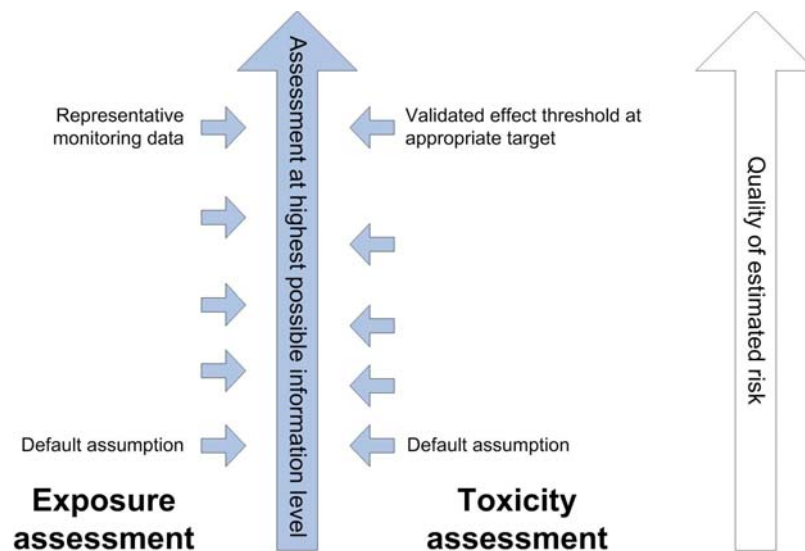 Representative
monitoring data
Assessment at highest possible information level
Validated effect threshold at
appropriate target
Quality of estimated risk
Default assumption
Default assumption
Exposure
assessment
Toxicity
assessment